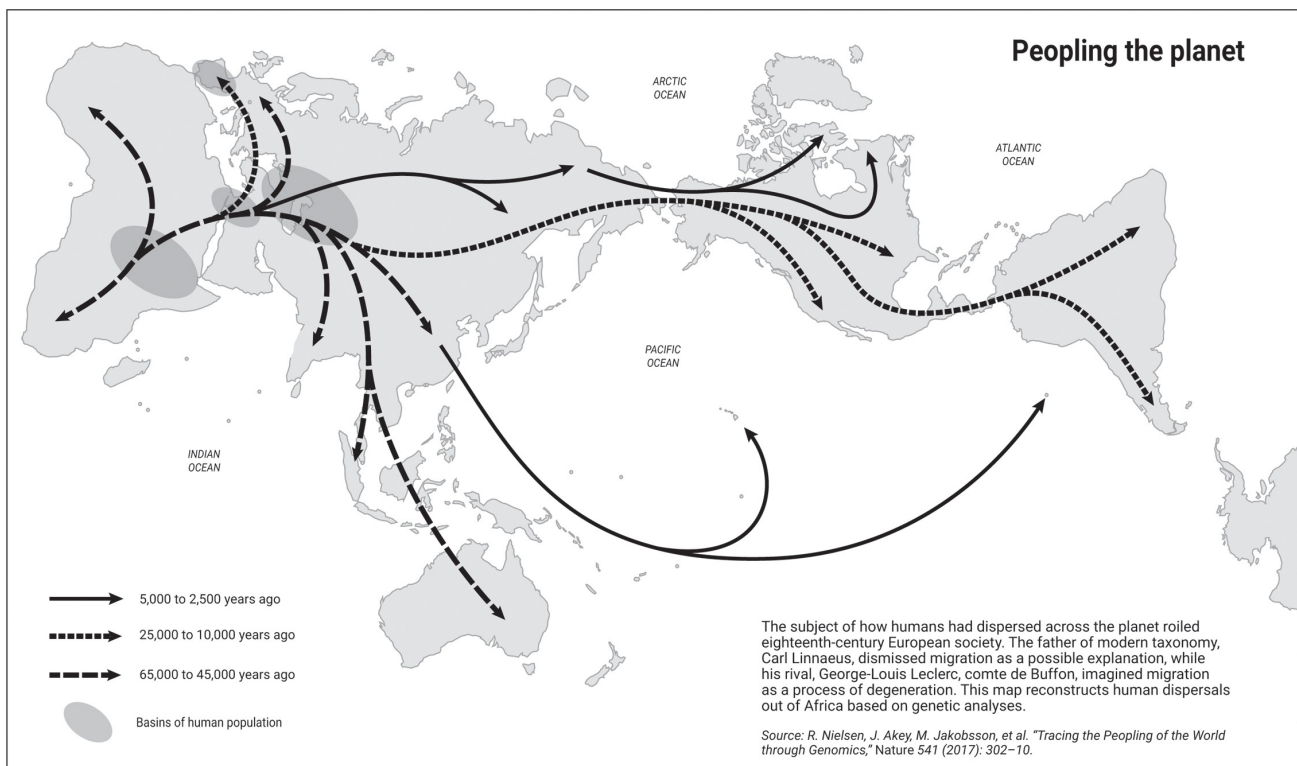 Peopling the planet
ARCTIC
OCEAN
ATLANTIC
OCEAN
PACIFIC
OCEAN
INDIAN
OCEAN
5,000 to 2,500 years ago
25,000 to 10,000 years ago
65,000 to 45,000 years ago
Basins of human population
The subject of how humans had dispersed across the planet roiled
eighteenth-century European society. The father of modern taxonomy,
Carl Linnaeus, dismissed migration as a possible explanation, while
his rival, George-Louis Leclerc, comte de Buffon, imagined migration
as a process of degeneration. This map reconstructs human dispersals
out of Africa based on genetic analyses.
Source: R. Nielsen, J. Akey, M. Jakobsson, et al. “Tracing the Peopling of the World
through Genomics,” Nature 541 (2017): 302–10.